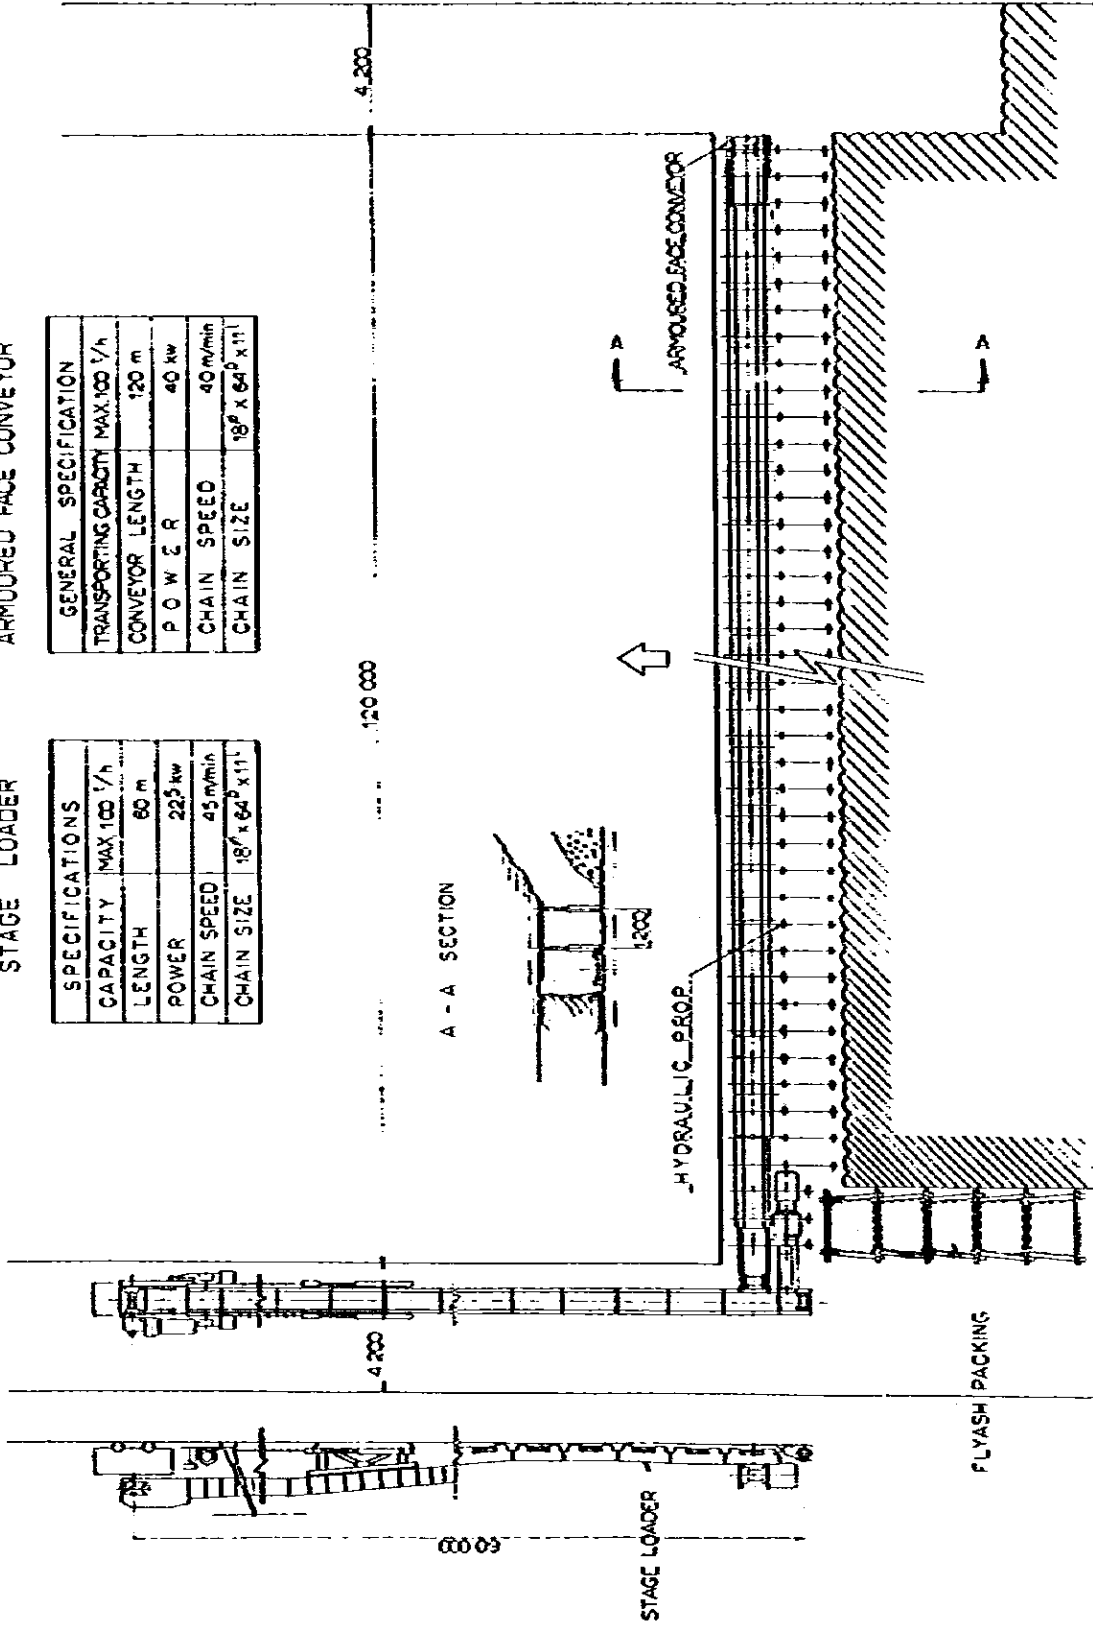 STAGE LOADER
SPECIFICATIONS
CAPACITY MAX 100 T/h
LENGTH 60 m
POWER 22,5 kw
CHAIN SPEED 45 m/min
CHAIN SIZE 18ᵠ x 64ᴾ x 11ᴸ
ARMOURED FACE CONVEYOR
GENERAL SPECIFICATION
TRANSPORTING CAPACITY MAX.100 T/h
CONVEYOR LENGTH 120 m
POWER 40 kw
CHAIN SPEED 40 m/min
CHAIN SIZE 18ᵠ x 64ᴾ x 11ᴸ
4 200
120 000
4 200
60 000
A - A SECTION
1200
A
A
HYDRAULIC PROP
ARMOURED FACE CONVEYOR
STAGE LOADER
FLYASH PACKING